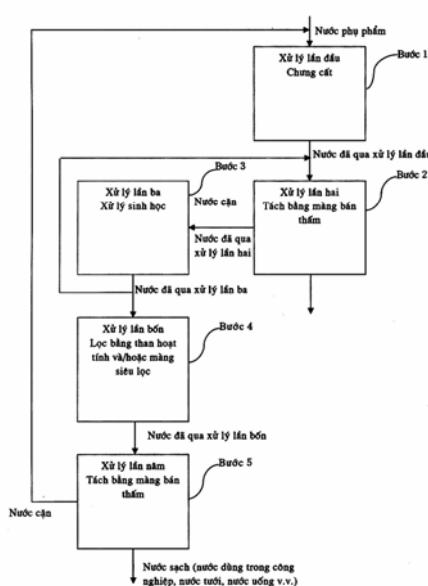 Nước phụ phẩm
Xử lý lần đầu
Chưng cất
Bước 1
Nước đã qua xử lý lần đầu
Bước 3
Bước 2
Xử lý lần ba
Xử lý sinh học
Nước cặn
Xử lý lần hai
Tách bằng màng bán
thấm
Nước đã qua
xử lý lần hai
Nước đã qua xử lý lần ba
Xử lý lần bốn
Lọc bằng than hoạt
tính và/hoặc màng
siêu lọc
Bước 4
Nước đã qua xử lý lần bốn
Xử lý lần năm
Tách bằng màng bán
thấm
Bước 5
Nước cặn
Nước sạch (nước dùng trong công
nghiệp, nước tưới, nước uống v.v.)